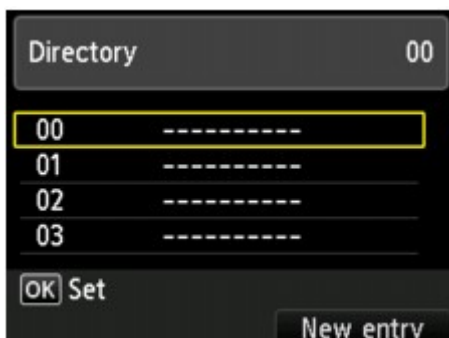 Directory 00
00 ----------
01 ----------
02 ----------
03 ----------
OK Set
New entry